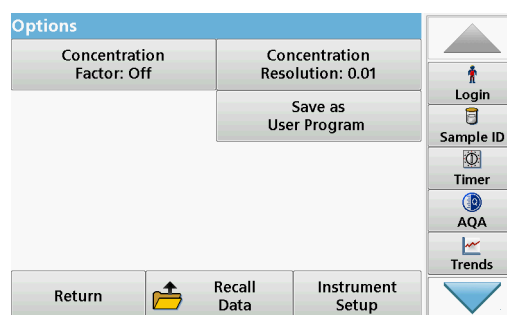 Options
Concentration
Factor: Off
Concentration
Resolution: 0.01
Save as
User Program
Login
Sample ID
Timer
AQA
Trends
Return
Recall
Data
Instrument
Setup